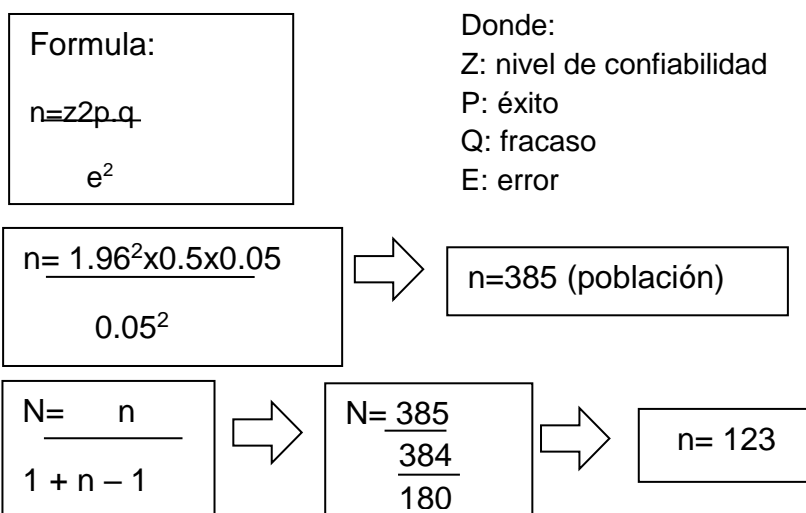 Formula:
n=z2p.q
e²
Donde:
Z: nivel de confiabilidad
P: éxito
Q: fracaso
E: error
n= 1.96²x0.5x0.05
0.05²
n=385 (población)
N= n
1 + n – 1
N= 385
384
180
n= 123